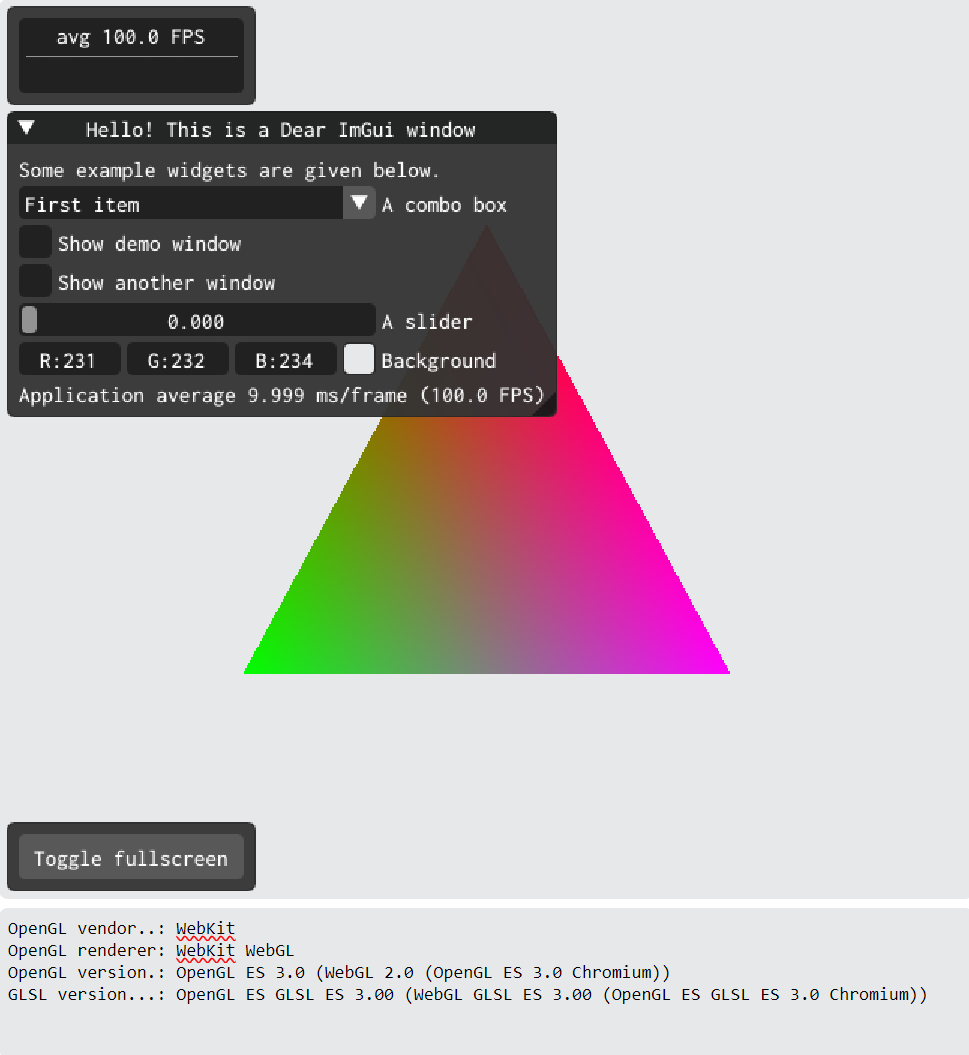 avg 100.0 FPS
Hello! This is a Dear ImGui window
Some example widgets are given below.
First item A combo box
Show demo window
Show another window
0.000 A slider
R:231 G:232 B:234 Background
Application average 9.999 ms/frame (100.0 FPS)
Toggle fullscreen
OpenGL vendor..: WebKit
OpenGL renderer: WebKit WebGL
OpenGL version.: OpenGL ES 3.0 (WebGL 2.0 (OpenGL ES 3.0 Chromium))
GLSL version...: OpenGL ES GLSL ES 3.00 (WebGL GLSL ES 3.00 (OpenGL ES GLSL ES 3.0 Chromium))